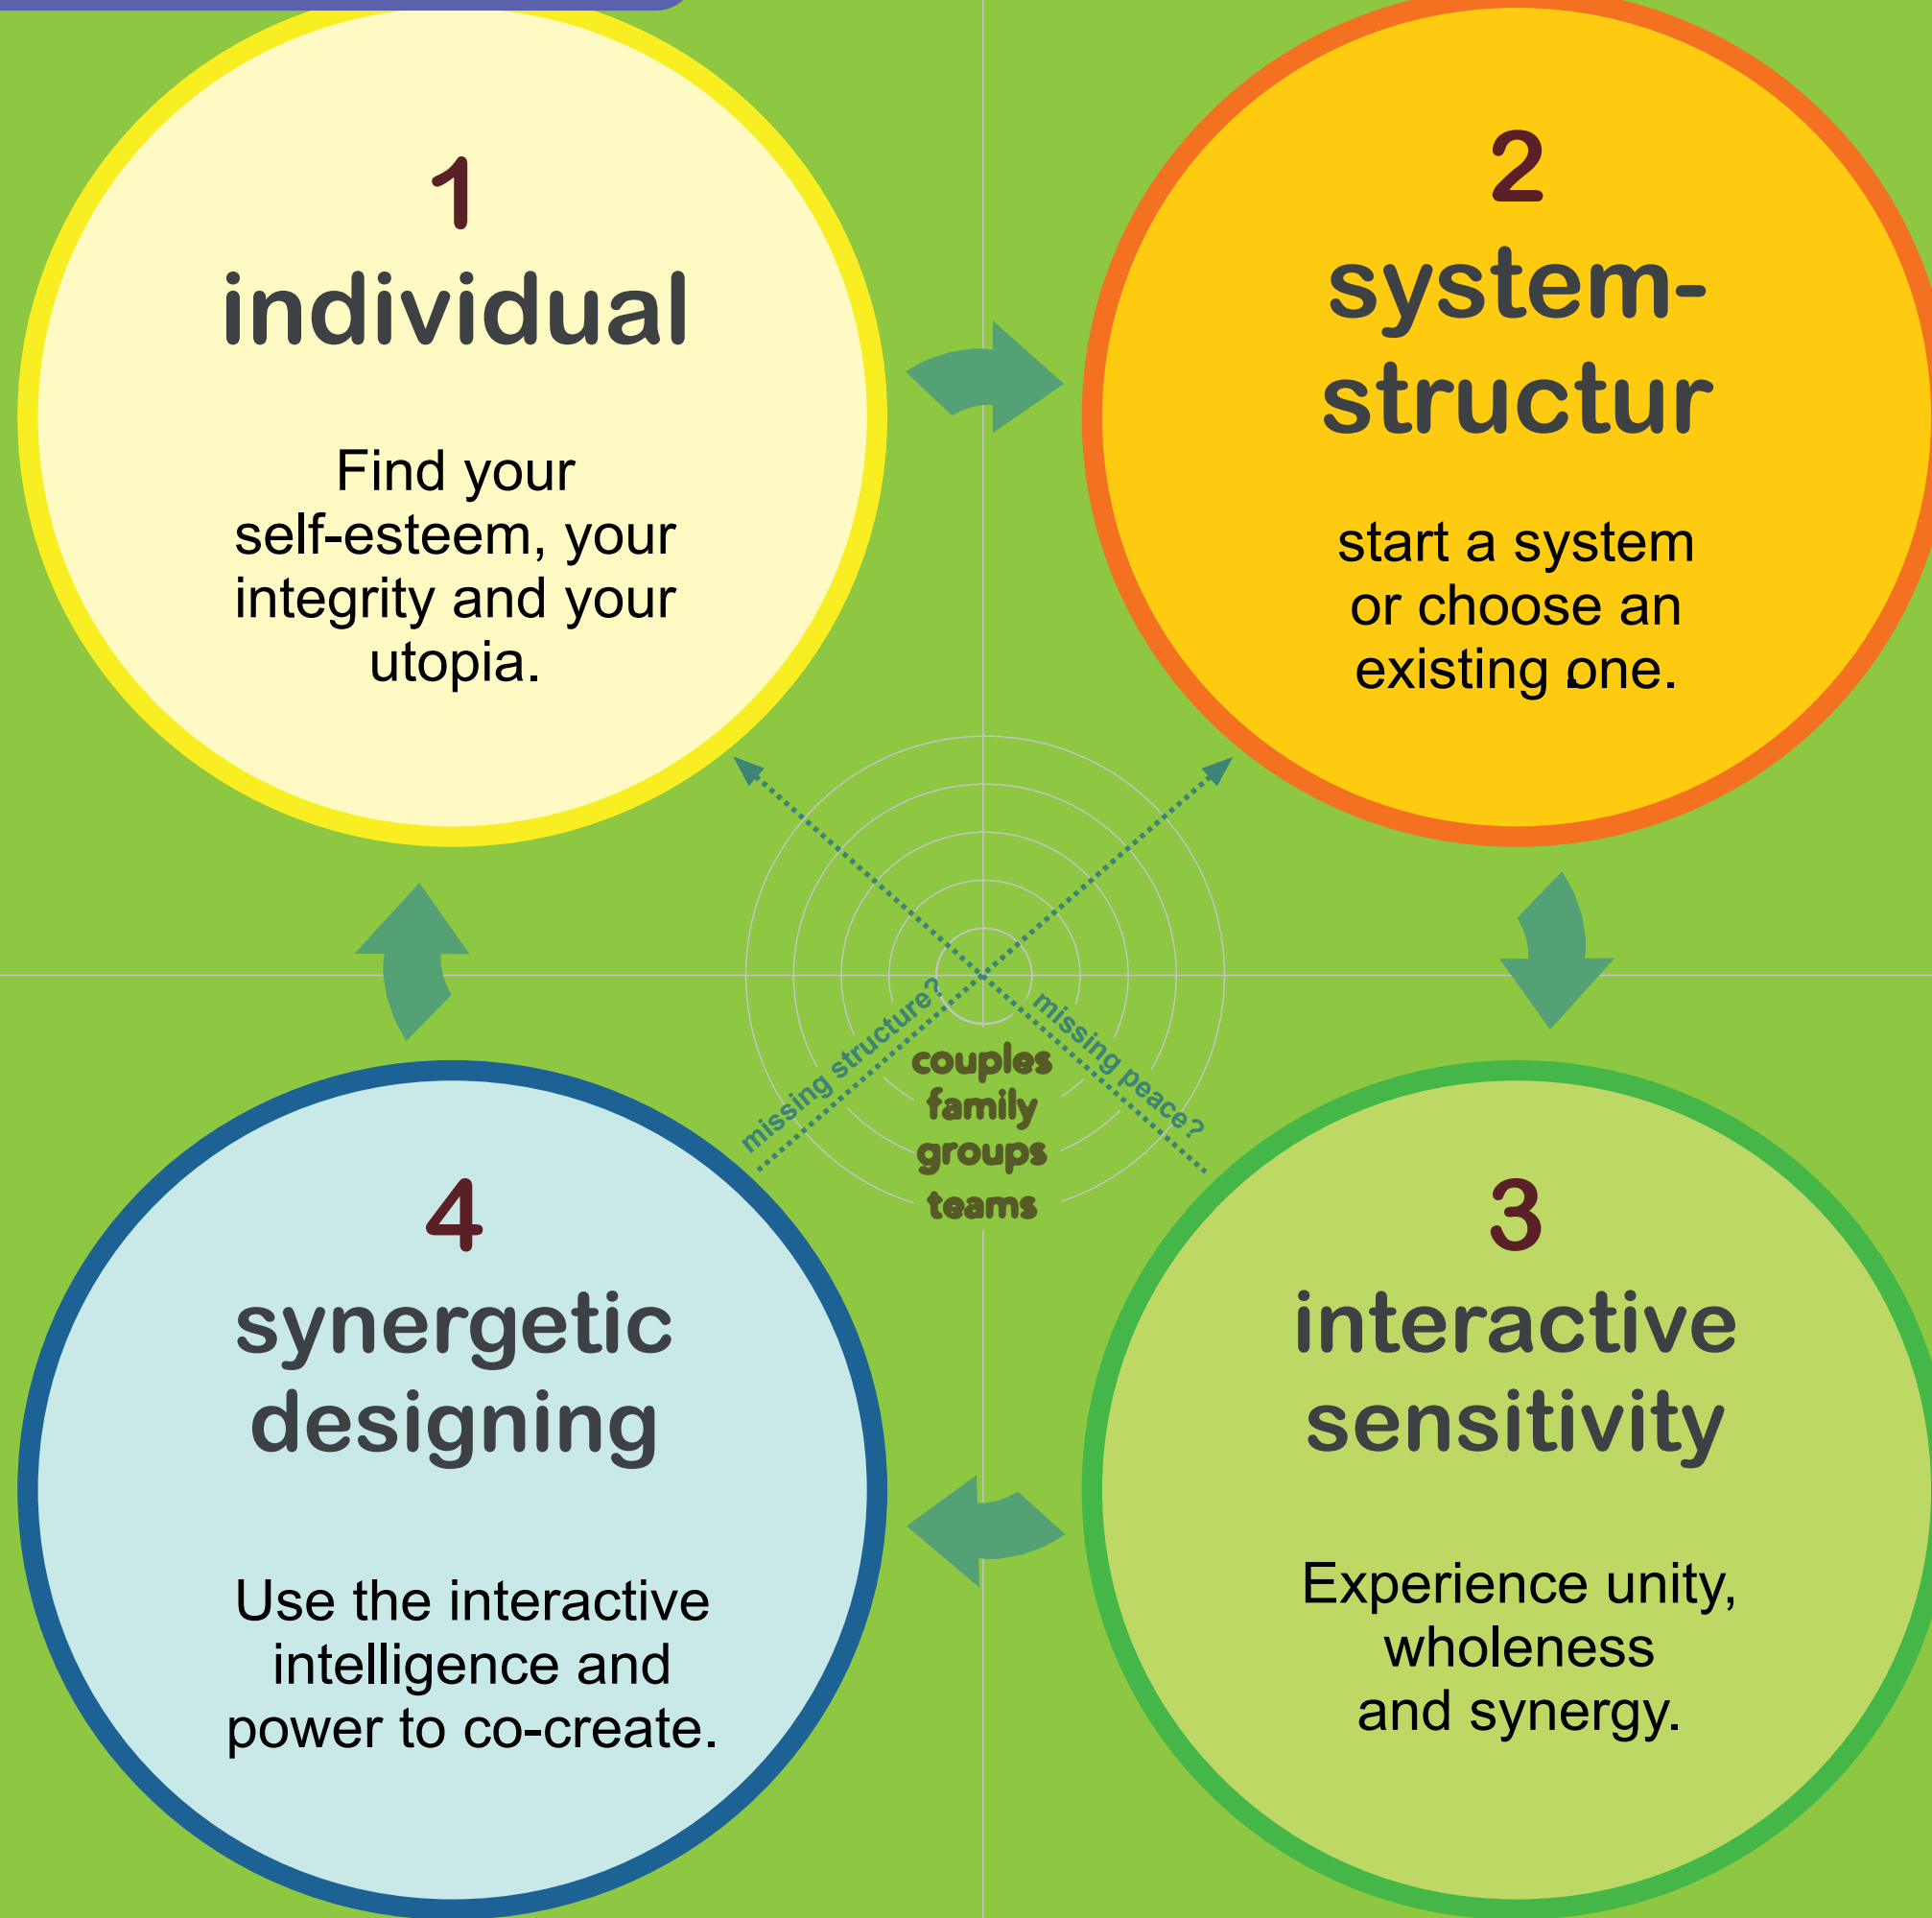 1
individual
Find your
self-esteem, your
integrity and your
utopia.
2
system-
structur
start a system
or choose an
existing one.
missing structure?
missing peace?
couples
family
groups
teams
4
synergetic
designing
Use the interactive
intelligence and
power to co-create.
3
interactive
sensitivity
Experience unity,
wholeness
and synergy.